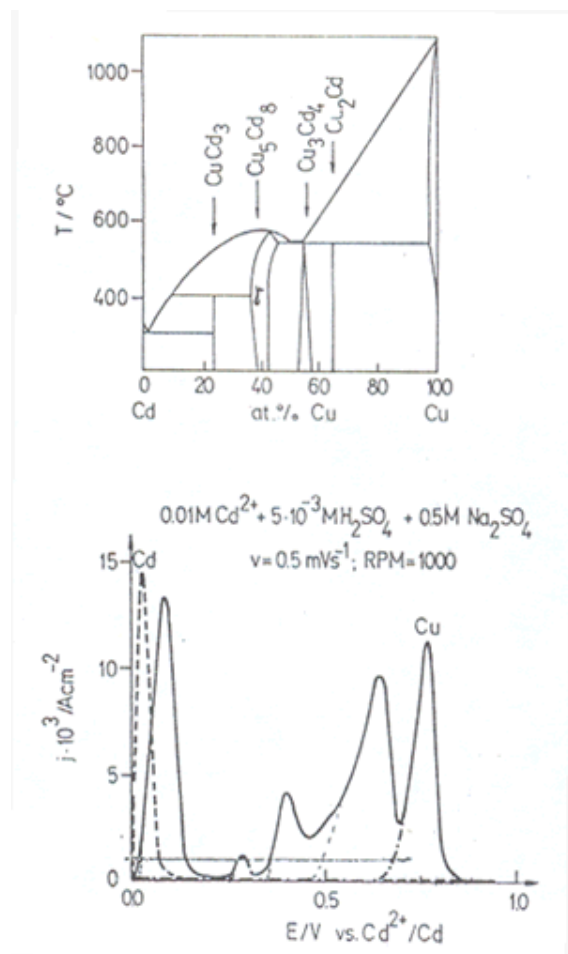 T / °C
1000
800
600
400
CuCd₃
Cu₅Cd₈
Cu₃Cd₄
Cu₂Cd
0 20 40 60 80 100
Cd at.% Cu Cu
0.01M Cd²⁺ + 5·10⁻³M H₂SO₄ + 0.5M Na₂SO₄
v = 0.5 mVs⁻¹; RPM = 1000
j·10³/Acm⁻²
15
10
5
0
Cd
Cu
0.0 0.5 1.0
E/V vs. Cd²⁺/Cd